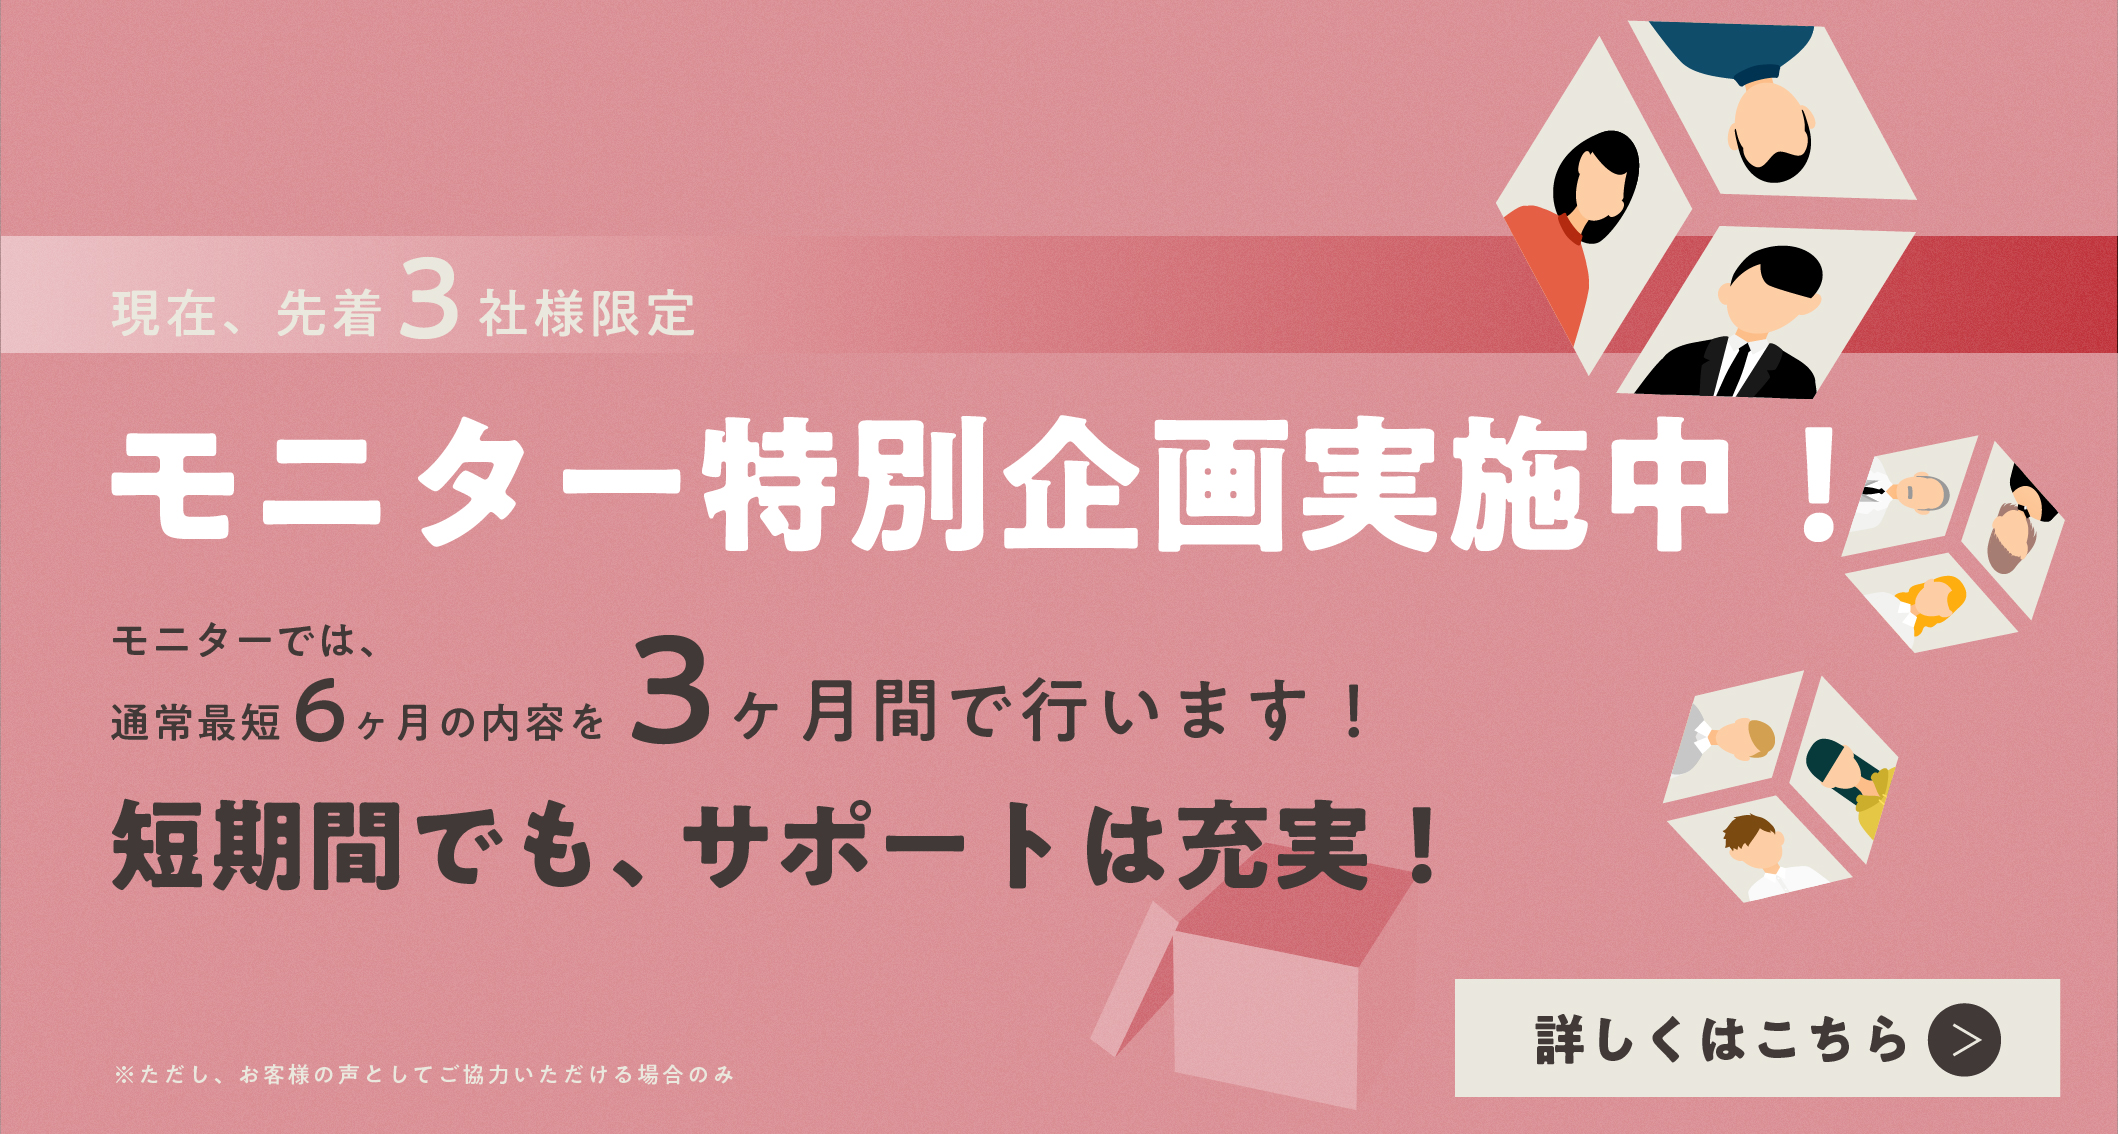 現在、先着3社様限定
モニター特別企画実施中！
モニターでは、
通常最短6ヶ月の内容を3ヶ月間で行います！
短期間でも、サポートは充実！
※ただし、お客様の声としてご協力いただける場合のみ
詳しくはこちら ＞